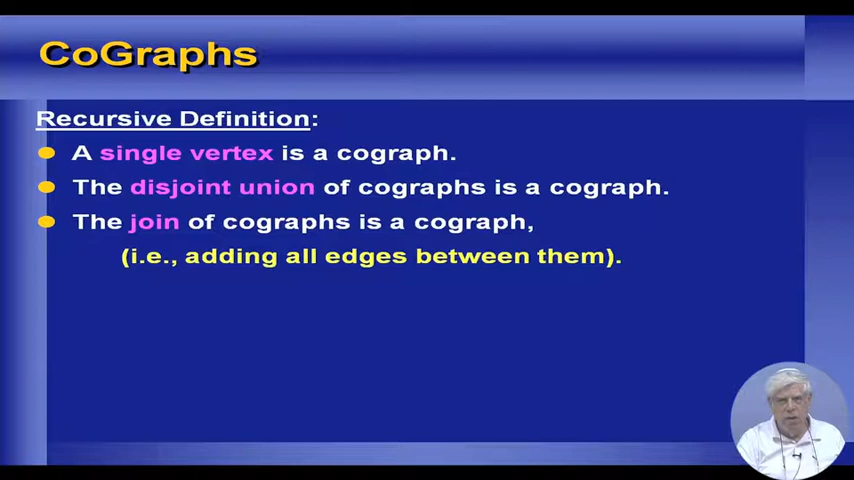 CoGraphs
Recursive Definition:
A single vertex is a cograph.
The disjoint union of cographs is a cograph.
The join of cographs is a cograph,
(i.e., adding all edges between them).